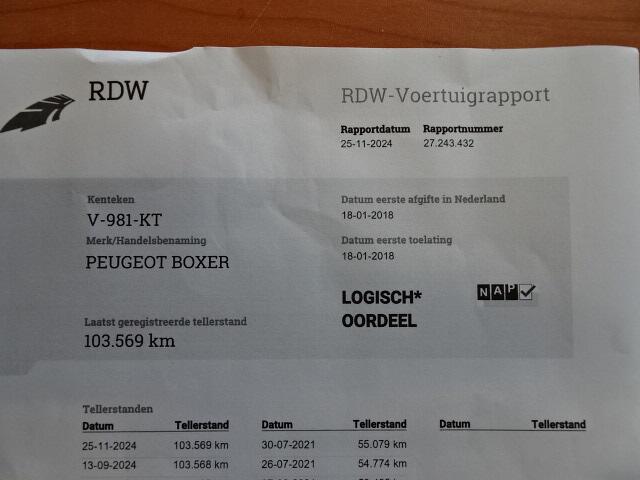 RDW
RDW-Voertuigrapport
Rapportdatum Rapportnummer
25-11-2024 27.243.432
Kenteken
V-981-KT
Merk/Handelsbenaming
PEUGEOT BOXER
Datum eerste afgifte in Nederland
18-01-2018
Datum eerste toelating
18-01-2018
LOGISCH*
OORDEEL
NAP
Laatst geregistreerde tellerstand
103.569 km
Tellerstanden
Datum Tellerstand Datum Tellerstand Datum Tellerstand
25-11-2024 103.569 km 30-07-2021 55.079 km
13-09-2024 103.568 km 26-07-2021 54.774 km